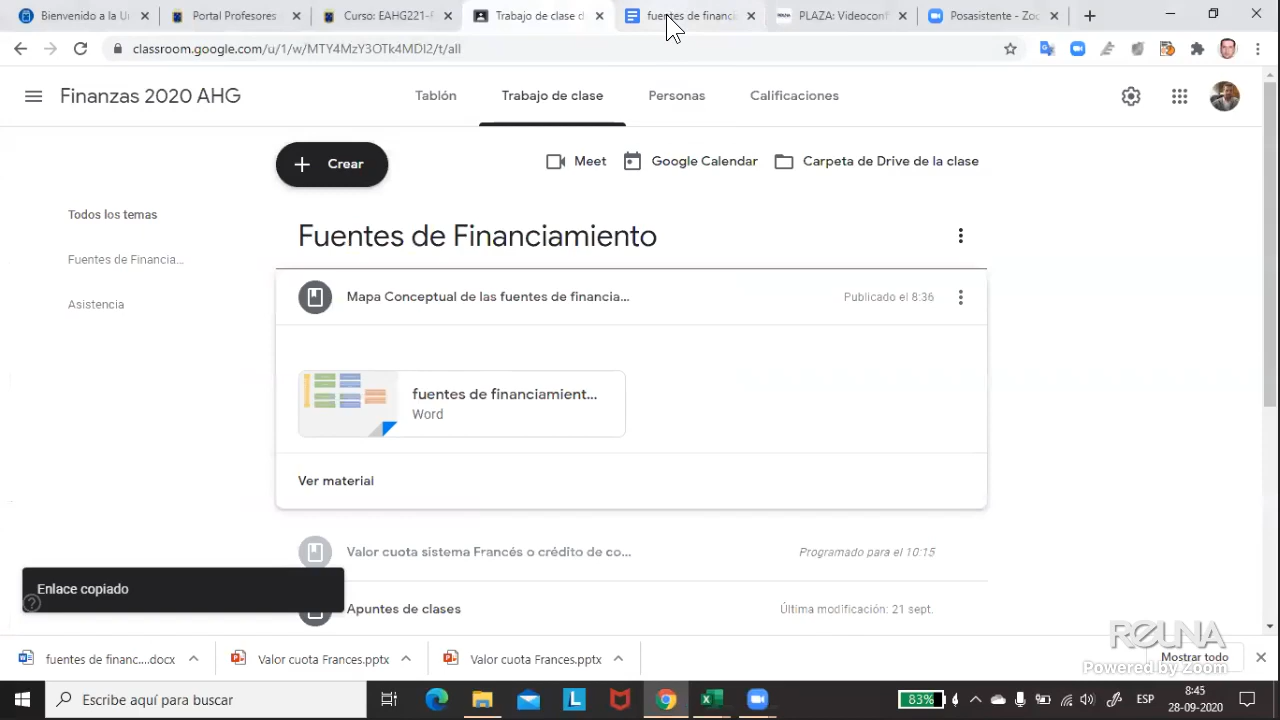 Bienvenido a la Un
Portal Profesores
Curso: EAHG221-F
Trabajo de clase d
fuentes de financi
PLAZA: Videoconf
Posasistente - Zoo
classroom.google.com/u/1/w/MTY4MzY3OTk4MDI2/t/all
Finanzas 2020 AHG
Tablón
Trabajo de clase
Personas
Calificaciones
Crear
Meet
Google Calendar
Carpeta de Drive de la clase
Todos los temas
Fuentes de Financia...
Asistencia
Fuentes de Financiamiento
Mapa Conceptual de las fuentes de financia...
Publicado el 8:36
fuentes de financiamient...
Word
Ver material
Valor cuota sistema Francés o crédito de co...
Programado para el 10:15
Enlace copiado
Apuntes de clases
Última modificación: 21 sept.
REUNA
Powered by Zoom
fuentes de financ....docx
Valor cuota Frances.pptx
Valor cuota Frances.pptx
Mostrar todo
Escribe aquí para buscar
83%
ESP
8:45
28-09-2020